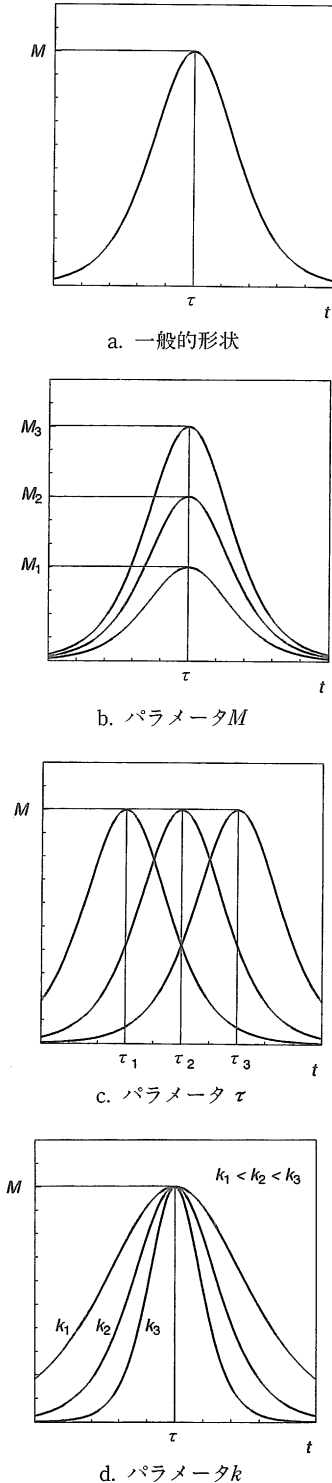 M
τ
t
a. 一般的形状
M₃
M₂
M₁
τ
t
b. パラメータM
M
τ₁ τ₂ τ₃
t
c. パラメータ τ
M
k₁ < k₂ < k₃
k₁ k₂ k₃
τ
t
d. パラメータk